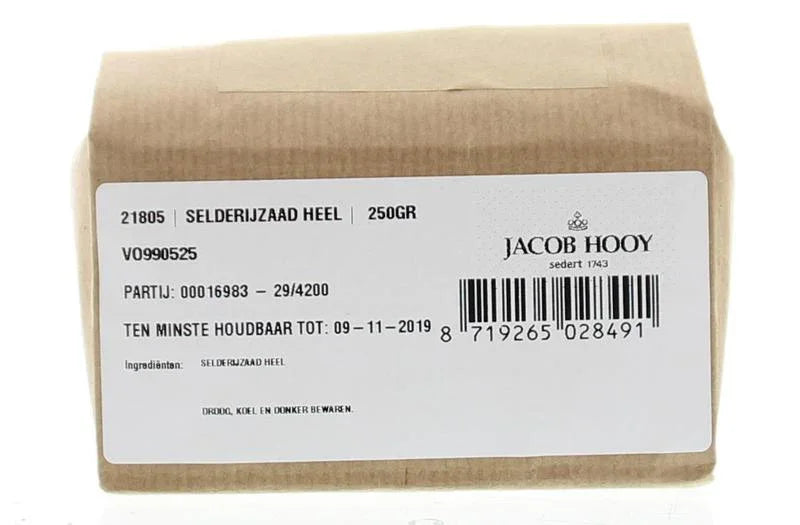 21805 | SELDERIJZAAD HEEL | 250GR
VO990525
PARTIJ: 00016983 – 29/4200
TEN MINSTE HOUDBAAR TOT: 09-11-2019
Ingrediënten: SELDERIJZAAD HEEL
DROOG, KOEL EN DONKER BEWAREN.
JACOB HOOY
sedert 1743
8 719265 028491